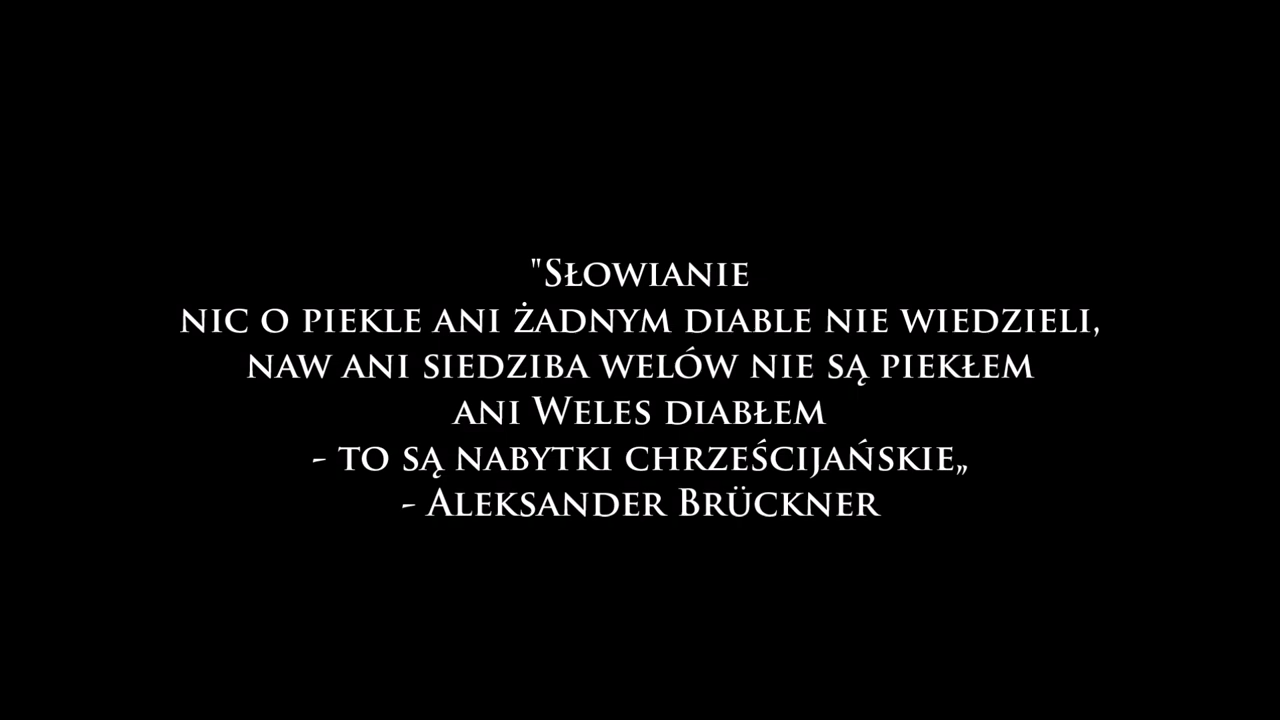 "Słowianie
nic o piekle ani żadnym diable nie wiedzieli,
naw ani siedziba welów nie są piekłem
ani Weles diabłem
- to są nabytki chrześcijańskie„
- Aleksander Brückner